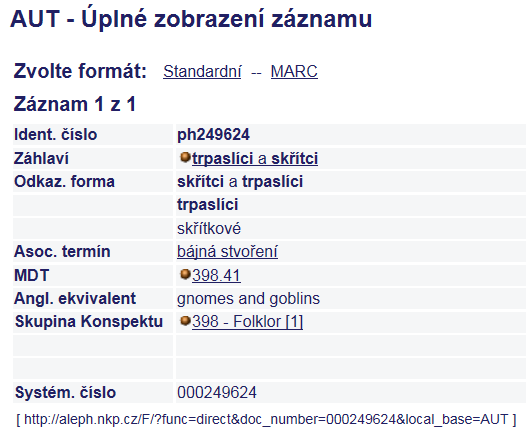 AUT - Úplné zobrazení záznamu
Zvolte formát: Standardní -- MARC
Záznam 1 z 1
Ident. číslo ph249624
Záhlaví trpaslíci a skřítci
Odkaz. forma skřítci a trpaslíci
trpaslíci
skřítkové
Asoc. termín bájná stvoření
MDT 398.41
Angl. ekvivalent gnomes and goblins
Skupina Konspektu 398 - Folklor [1]
Systém. číslo 000249624
[ http://aleph.nkp.cz/F/?func=direct&doc_number=000249624&local_base=AUT ]